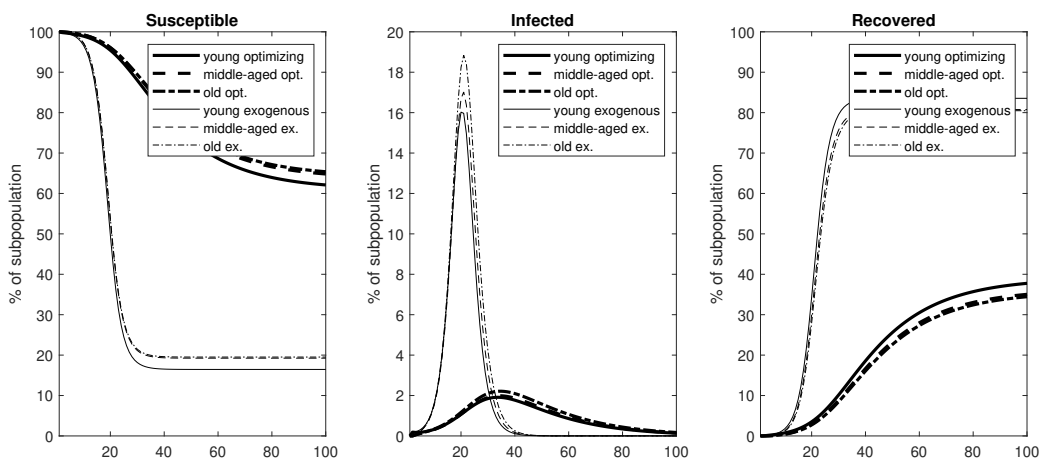 Susceptible
% of subpopulation
100
90
80
70
60
50
40
30
20
10
0
20 40 60 80 100
young optimizing
middle-aged opt.
old opt.
young exogenous
middle-aged ex.
old ex.
Infected
% of subpopulation
20
18
16
14
12
10
8
6
4
2
0
20 40 60 80 100
young optimizing
middle-aged opt.
old opt.
young exogenous
middle-aged ex.
old ex.
Recovered
% of subpopulation
100
90
80
70
60
50
40
30
20
10
0
20 40 60 80 100
young optimizing
middle-aged opt.
old opt.
young exogenous
middle-aged ex.
old ex.